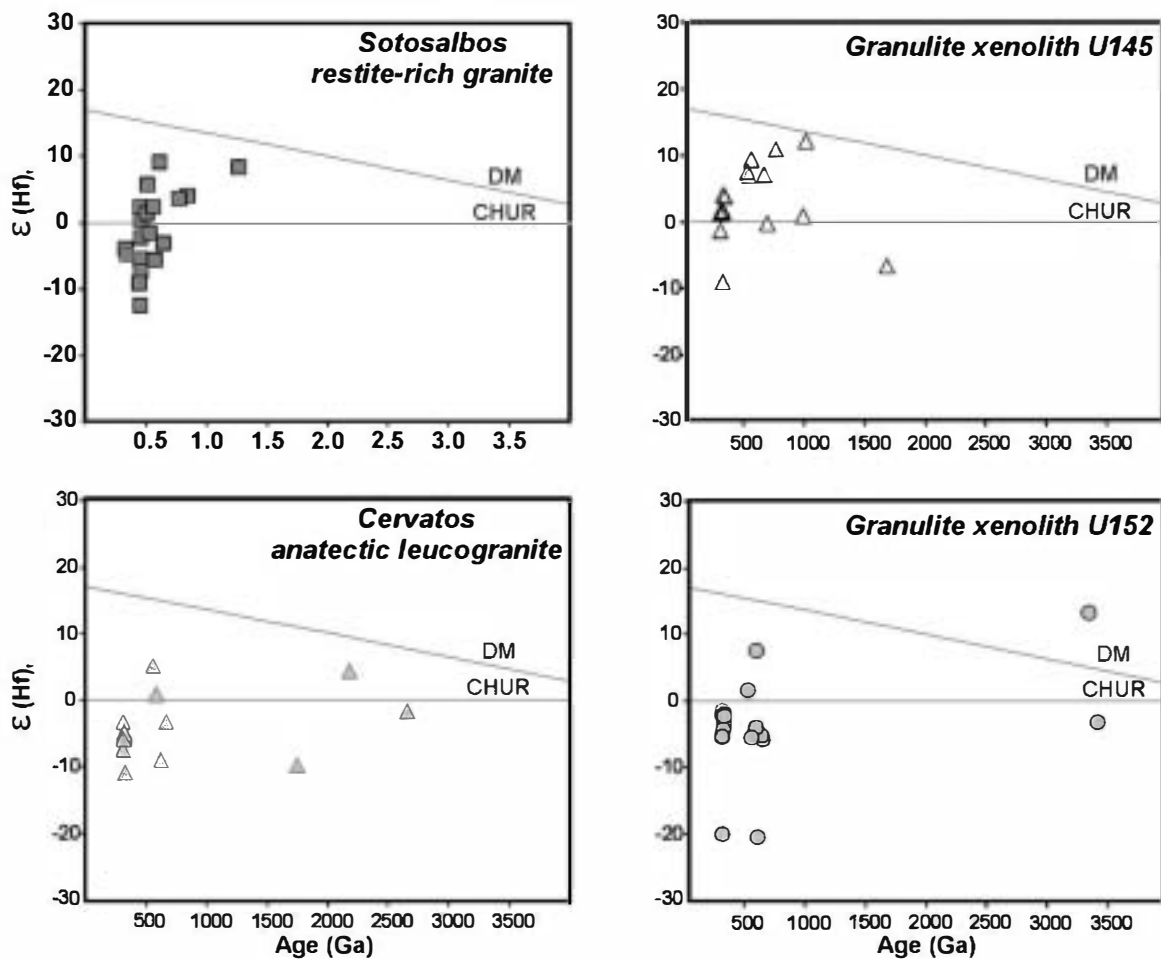 Sotosalbos
restite-rich granite
30
20
10
0
-10
-20
-30
ε (Hf)t
DM
CHUR
0.5 1.0 1.5 2.0 2.5 3.0 3.5
Granulite xenolith U145
30
20
10
0
-10
-20
-30
DM
CHUR
500 1000 1500 2000 2500 3000 3500
Cervatos
anatectic leucogranite
30
20
10
0
-10
-20
-30
ε (Hf)t
DM
CHUR
500 1000 1500 2000 2500 3000 3500
Age (Ga)
Granulite xenolith U152
30
20
10
0
-10
-20
-30
DM
CHUR
500 1000 1500 2000 2500 3000 3500
Age (Ga)